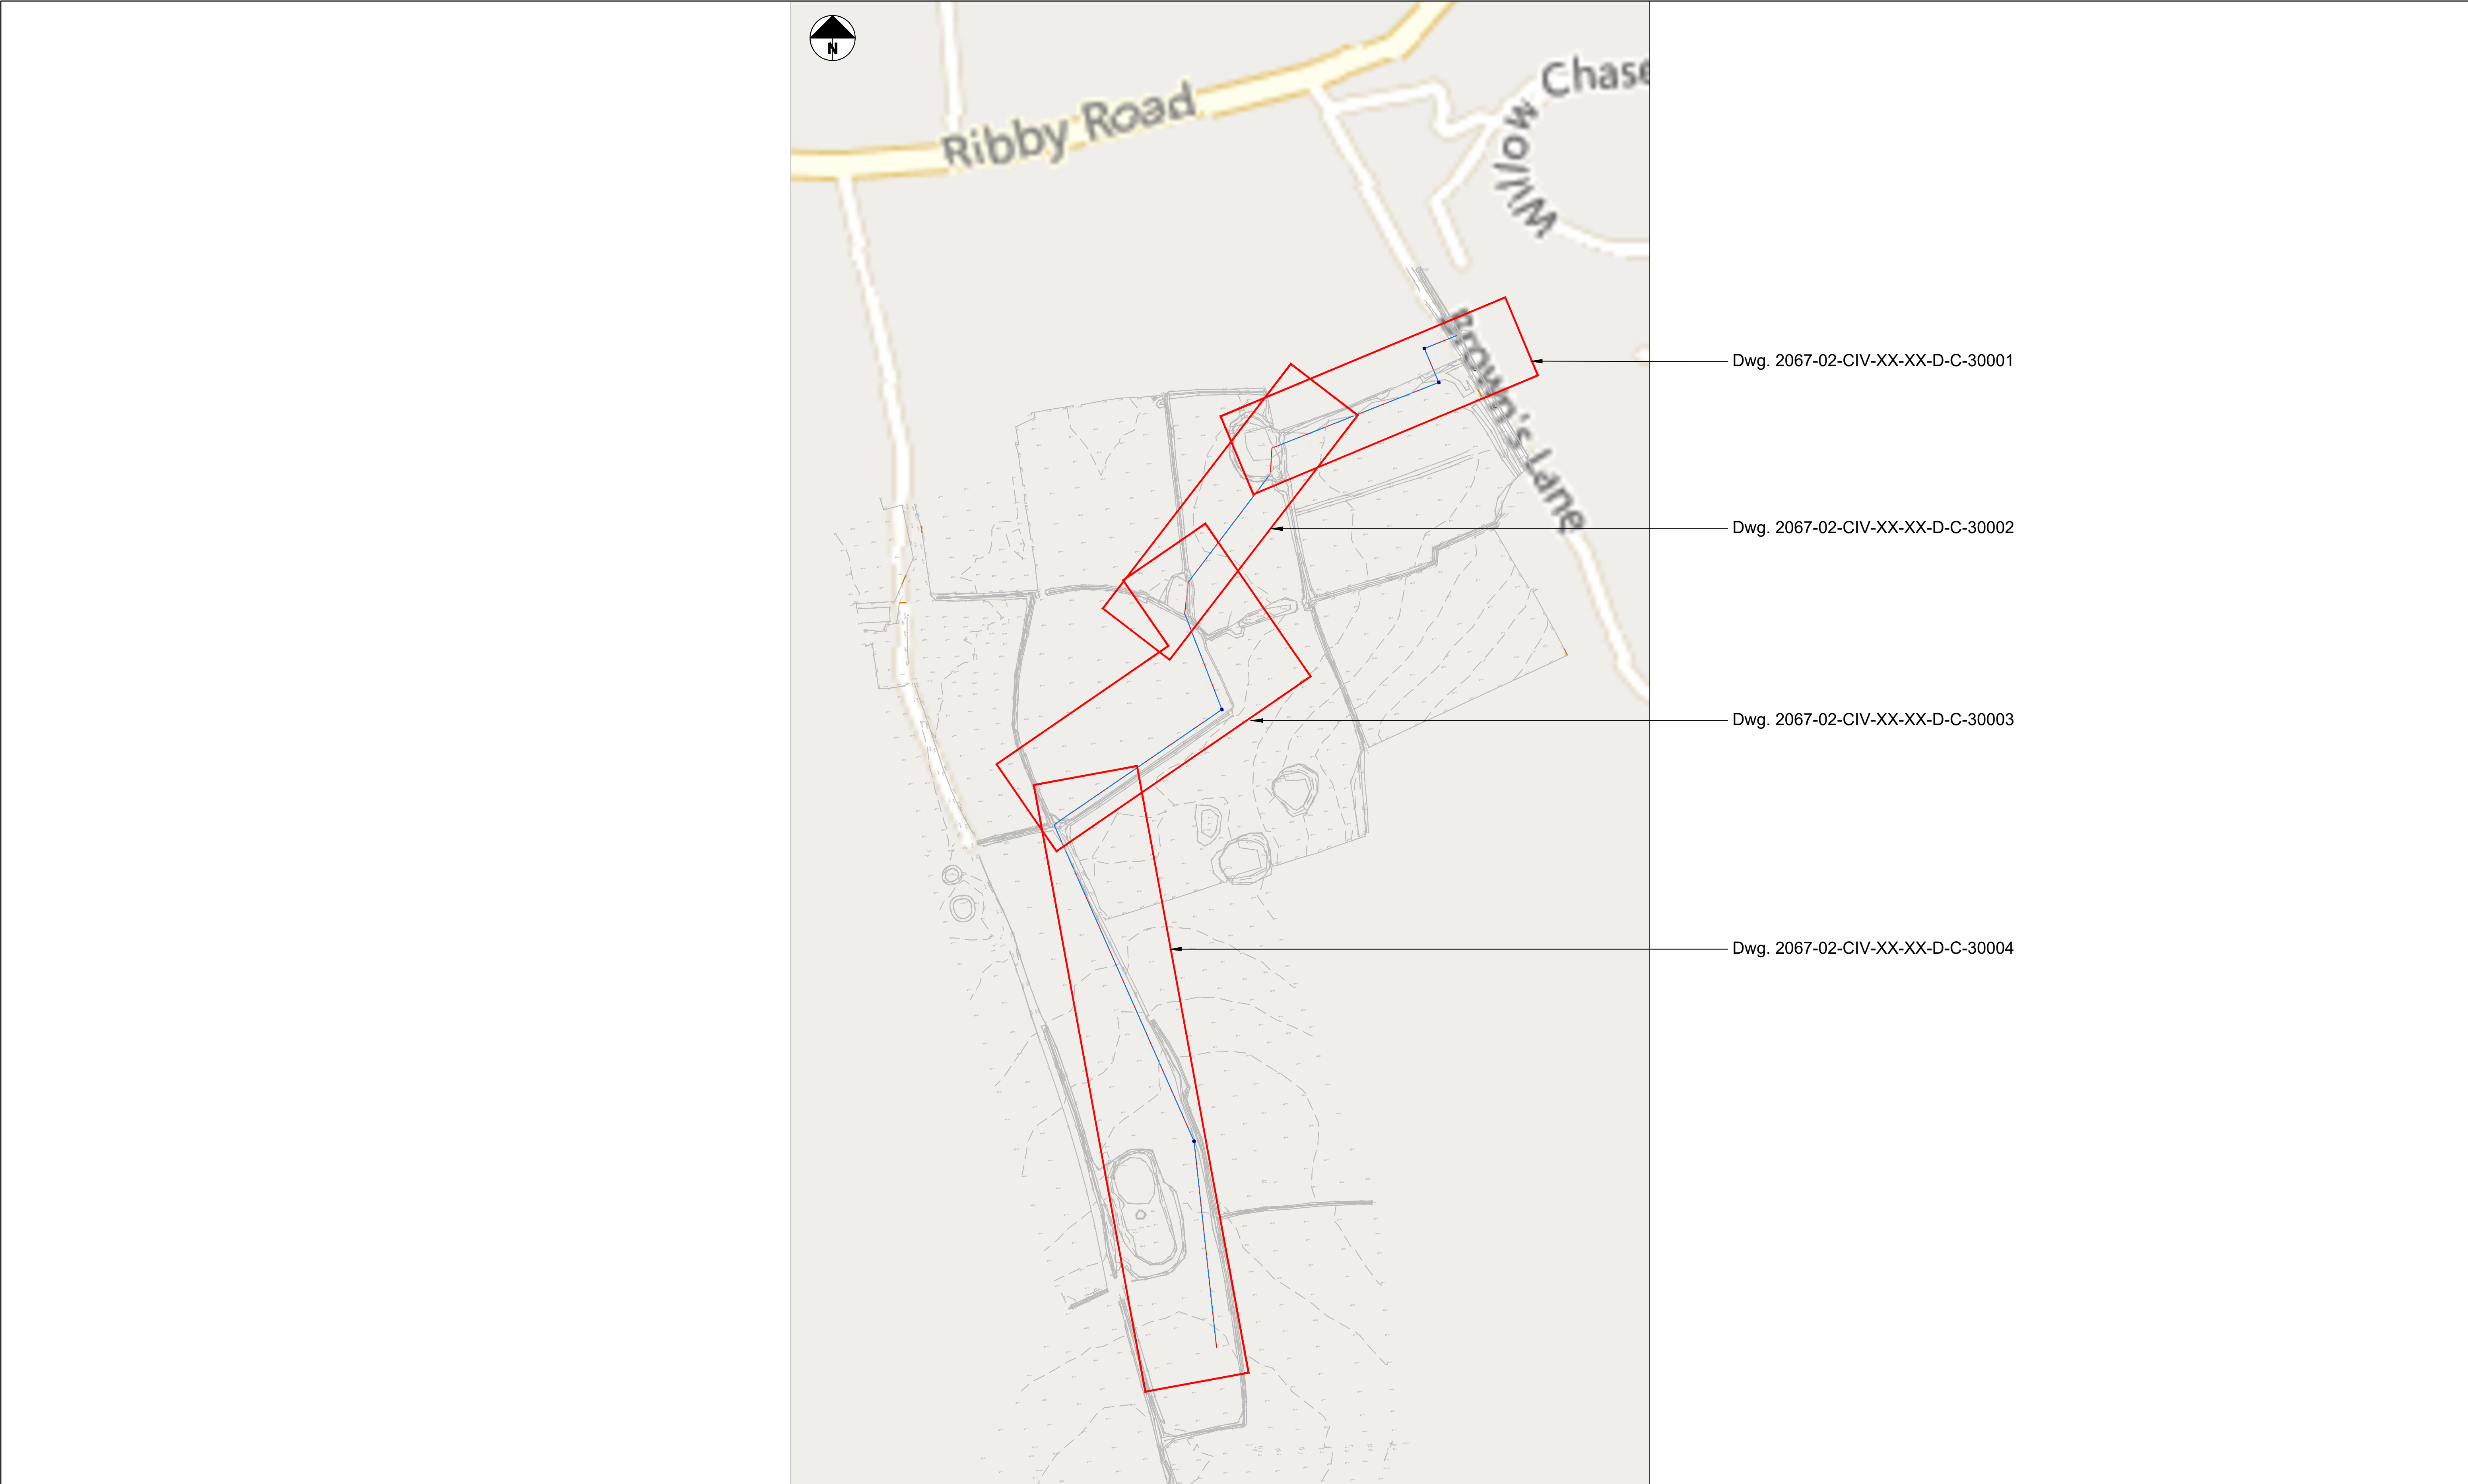 N
Ribby Road
Chase
Willow
Brown's Lane
Dwg. 2067-02-CIV-XX-XX-D-C-30001
Dwg. 2067-02-CIV-XX-XX-D-C-30002
Dwg. 2067-02-CIV-XX-XX-D-C-30003
Dwg. 2067-02-CIV-XX-XX-D-C-30004